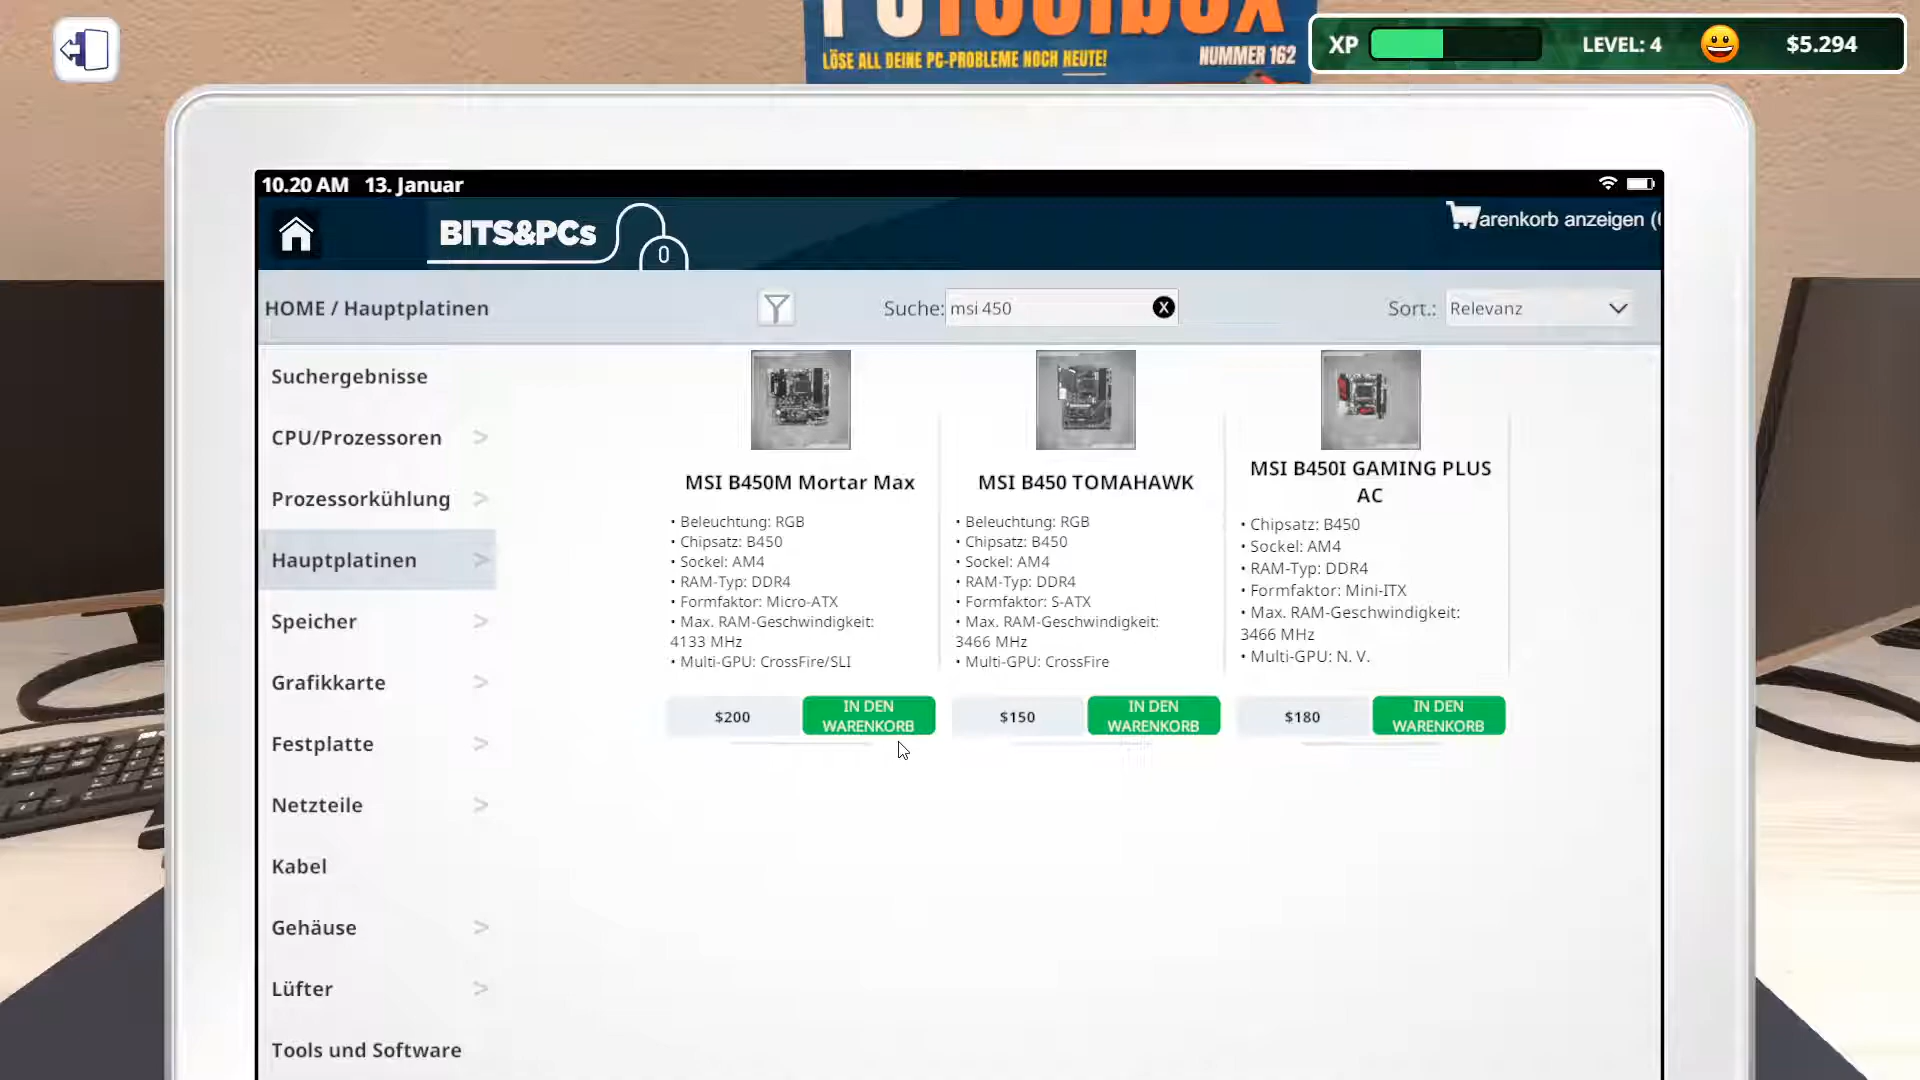 TOOLBOX
LÖSE ALL DEINE PC-PROBLEME NOCH HEUTE!
NUMMER 162
XP
LEVEL: 4
$5.294
10.20 AM 13. Januar
BITS&PCs
arenkorb anzeigen (
HOME / Hauptplatinen
Suche:
msi 450
X
Sort.:
Relevanz
Suchergebnisse
CPU/Prozessoren >
Prozessorkühlung >
Hauptplatinen >
Speicher >
Grafikkarte >
Festplatte >
Netzteile >
Kabel
Gehäuse >
Lüfter >
Tools und Software
MSI B450M Mortar Max
• Beleuchtung: RGB
• Chipsatz: B450
• Sockel: AM4
• RAM-Typ: DDR4
• Formfaktor: Micro-ATX
• Max. RAM-Geschwindigkeit:
4133 MHz
• Multi-GPU: CrossFire/SLI
$200
IN DEN
WARENKORB
MSI B450 TOMAHAWK
• Beleuchtung: RGB
• Chipsatz: B450
• Sockel: AM4
• RAM-Typ: DDR4
• Formfaktor: S-ATX
• Max. RAM-Geschwindigkeit:
3466 MHz
• Multi-GPU: CrossFire
$150
IN DEN
WARENKORB
MSI B450I GAMING PLUS
AC
• Chipsatz: B450
• Sockel: AM4
• RAM-Typ: DDR4
• Formfaktor: Mini-ITX
• Max. RAM-Geschwindigkeit:
3466 MHz
• Multi-GPU: N. V.
$180
IN DEN
WARENKORB